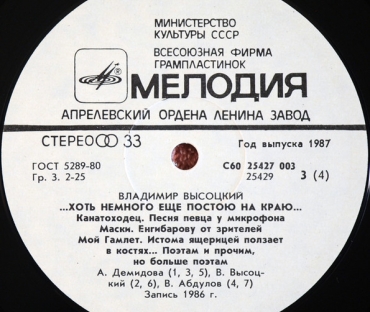 МИНИСТЕРСТВО
КУЛЬТУРЫ СССР
ВСЕСОЮЗНАЯ ФИРМА
ГРАМПЛАСТИНОК
МЕЛОДИЯ
АПРЕЛЕВСКИЙ ОРДЕНА ЛЕНИНА ЗАВОД
СТЕРЕО 33
Год выпуска 1987
ГОСТ 5289-80
С60 25427 003
Гр. 3. 2-25
25429
3 (4)
ВЛАДИМИР ВЫСОЦКИЙ
...ХОТЬ НЕМНОГО ЕЩЕ ПОСТОЮ НА КРАЮ...
Канатоходец. Песня певца у микрофона
Маски. Енгибарову от зрителей
Мой Гамлет. Истома ящерицей ползает
в костях... Поэтам и прочим,
но больше поэтам
А. Демидова (1, 3, 5), В. Высоц-
кий (2, 6), В. Абдулов (4, 7)
Запись 1986 г.